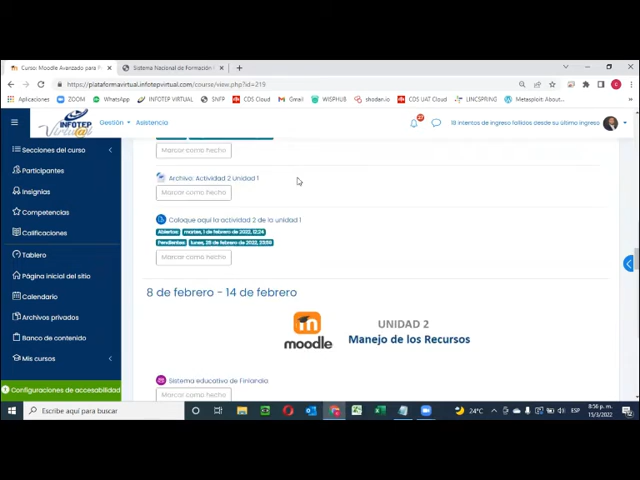 Curso: Moodle Avanzado para F
Sistema Nacional de Formación
https://plataformavirtual.infotepvirtual.com/course/view.php?id=219
Aplicaciones
ZOOM
WhatsApp
INFOTEP VIRTUAL
SNFP
CDS Cloud
Gmail
WISPHUB
shodan.io
CDS UAT Cloud
LINCSPRING
Metasploit: About...
INFOTEP
Virtual
Gestión
Asistencia
18 intentos de ingreso fallidos desde su último ingreso
Secciones del curso
Participantes
Insignias
Competencias
Calificaciones
Tablero
Página inicial del sitio
Calendario
Archivos privados
Banco de contenido
Mis cursos
Configuraciones de accesabilidad
Marcar como hecho
Archivo: Actividad 2 Unidad 1
Marcar como hecho
Coloque aquí la actividad 2 de la unidad 1
Abiertos: martes, 1 de febrero de 2022, 12:24
Pendientes: lunes, 28 de febrero de 2022, 23:59
Marcar como hecho
8 de febrero - 14 de febrero
moodle
UNIDAD 2
Manejo de los Recursos
Sistema educativo de Finlandia
Marcar como hecho
Escribe aquí para buscar
24°C
ESP
8:56 p. m.
15/3/2022